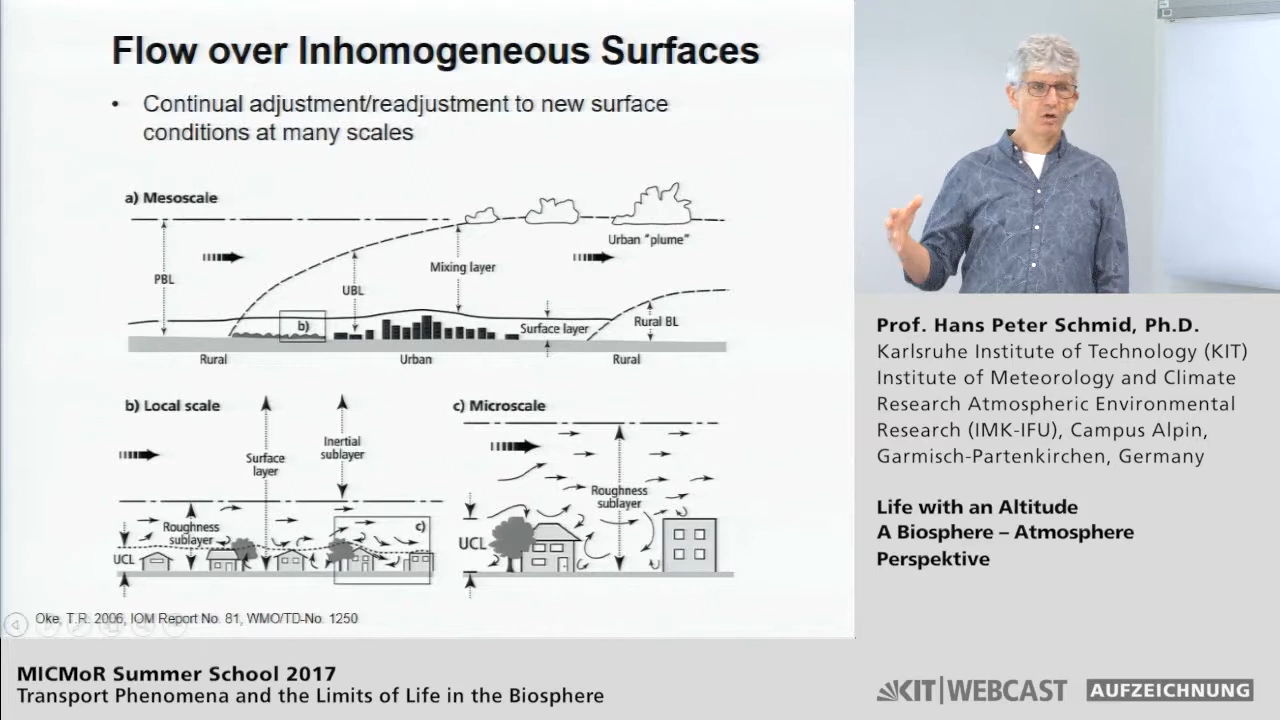 Flow over Inhomogeneous Surfaces
• Continual adjustment/readjustment to new surface
conditions at many scales
a) Mesoscale
Urban "plume"
PBL
Mixing layer
UBL
b)
Surface layer
Rural BL
Rural
Urban
Rural
b) Local scale
Surface
layer
Inertial
sublayer
Roughness
sublayer
c)
UCL
c) Microscale
Roughness
sublayer
UCL
Oke, T.R. 2006, IOM Report No. 81, WMO/TD-No. 1250
Prof. Hans Peter Schmid, Ph.D.
Karlsruhe Institute of Technology (KIT)
Institute of Meteorology and Climate
Research Atmospheric Environmental
Research (IMK-IFU), Campus Alpin,
Garmisch-Partenkirchen, Germany
Life with an Altitude
A Biosphere – Atmosphere
Perspektive
MICMoR Summer School 2017
Transport Phenomena and the Limits of Life in the Biosphere
KIT|WEBCAST
AUFZEICHNUNG